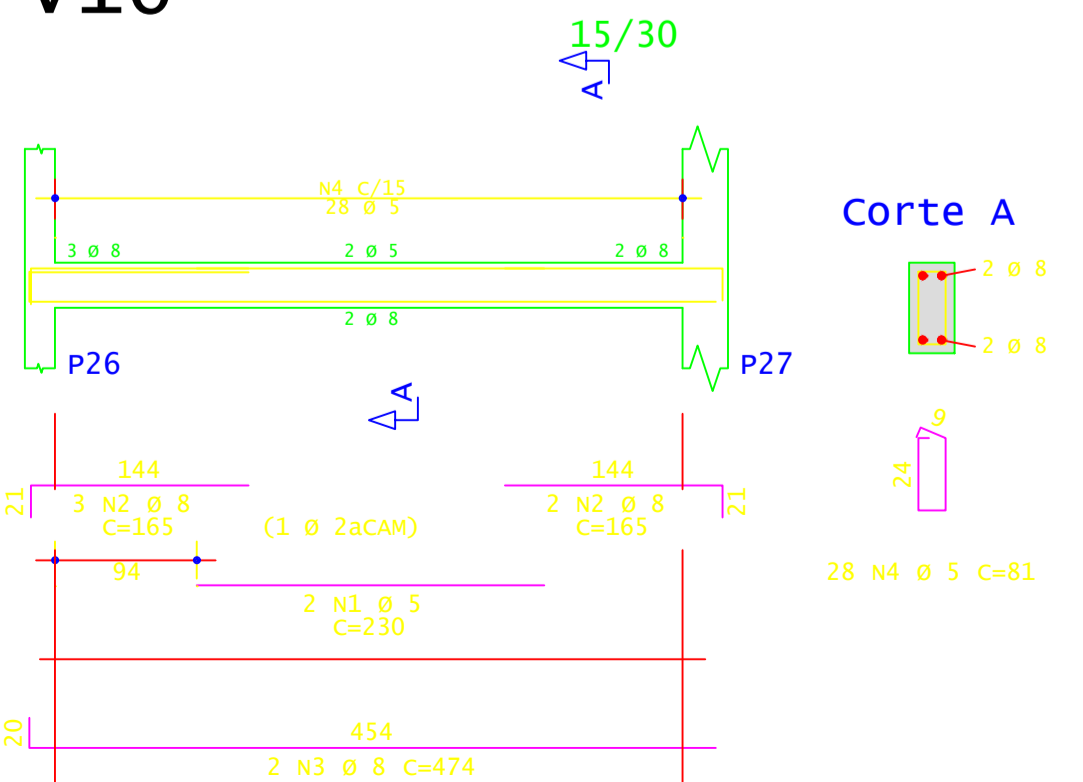 15/30
A
N4 C/15
28 Ø 5
Corte A
3 Ø 8
2 Ø 5
2 Ø 8
2 Ø 8
2 Ø 8
2 Ø 8
P26
P27
A
9
144
144
24
21
3 N2 Ø 8
C=165
2 N2 Ø 8
C=165
21
(1 Ø 2aCAM)
94
28 N4 Ø 5 C=81
2 N1 Ø 5
C=230
20
454
2 N3 Ø 8 C=474